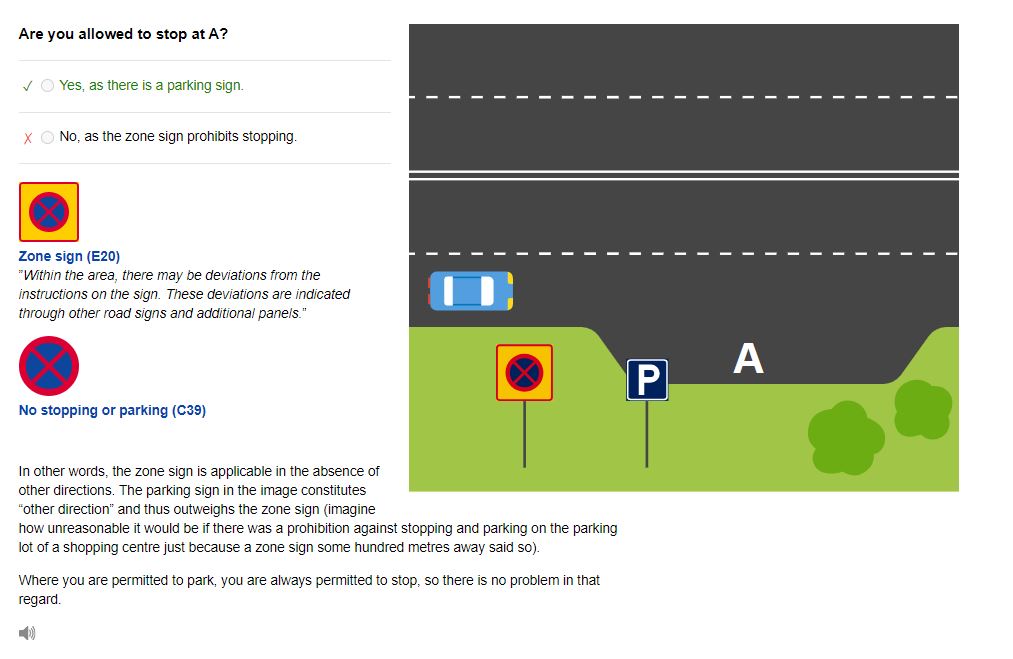 Are you allowed to stop at A?
✓ Yes, as there is a parking sign.
✗ No, as the zone sign prohibits stopping.
Zone sign (E20)
"Within the area, there may be deviations from the
instructions on the sign. These deviations are indicated
through other road signs and additional panels."
No stopping or parking (C39)
In other words, the zone sign is applicable in the absence of
other directions. The parking sign in the image constitutes
“other direction” and thus outweighs the zone sign (imagine
how unreasonable it would be if there was a prohibition against stopping and parking on the parking
lot of a shopping centre just because a zone sign some hundred metres away said so).
Where you are permitted to park, you are always permitted to stop, so there is no problem in that
regard.
A
P